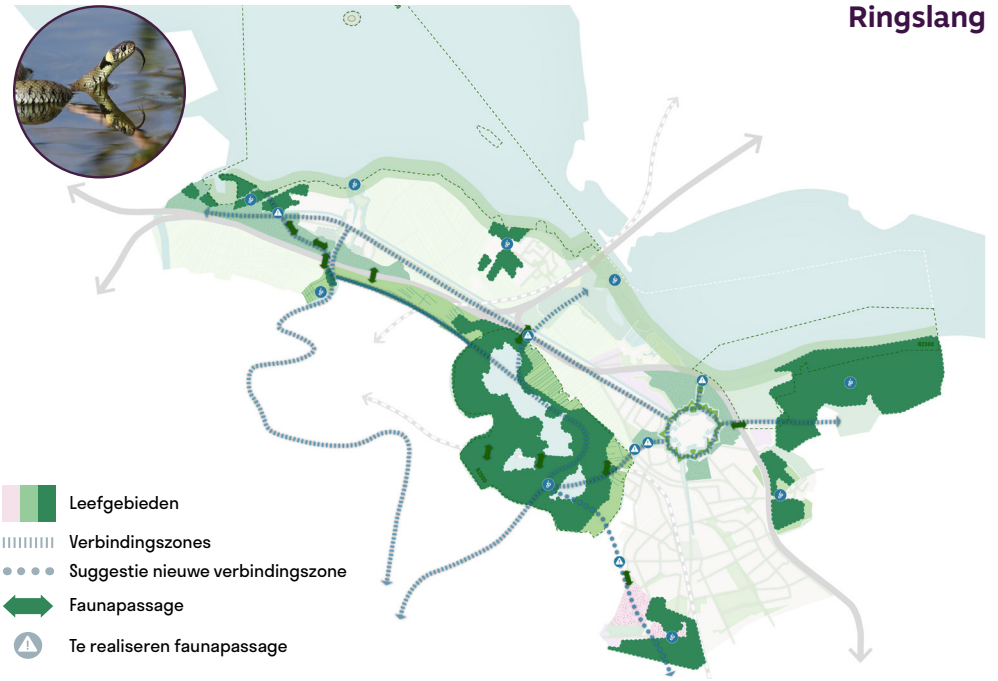 Ringslang
Leefgebieden
Verbindingszones
Suggestie nieuwe verbindingszone
Faunapassage
Te realiseren faunapassage